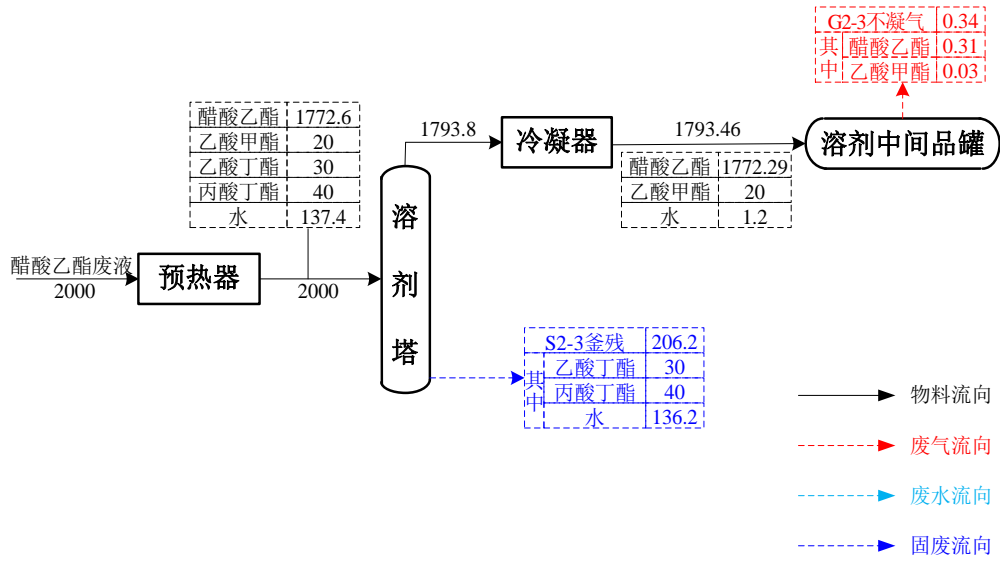 G2-3不凝气 0.34
其中 醋酸乙酯 0.31
乙酸甲酯 0.03
醋酸乙酯 1772.6
乙酸甲酯 20
乙酸丁酯 30
丙酸丁酯 40
水 137.4
1793.8
冷凝器
1793.46
溶剂中间品罐
醋酸乙酯 1772.29
乙酸甲酯 20
水 1.2
醋酸乙酯废液
2000
预热器
2000
溶剂塔
S2-3釜残 206.2
其中 乙酸丁酯 30
丙酸丁酯 40
水 136.2
物料流向
废气流向
废水流向
固废流向